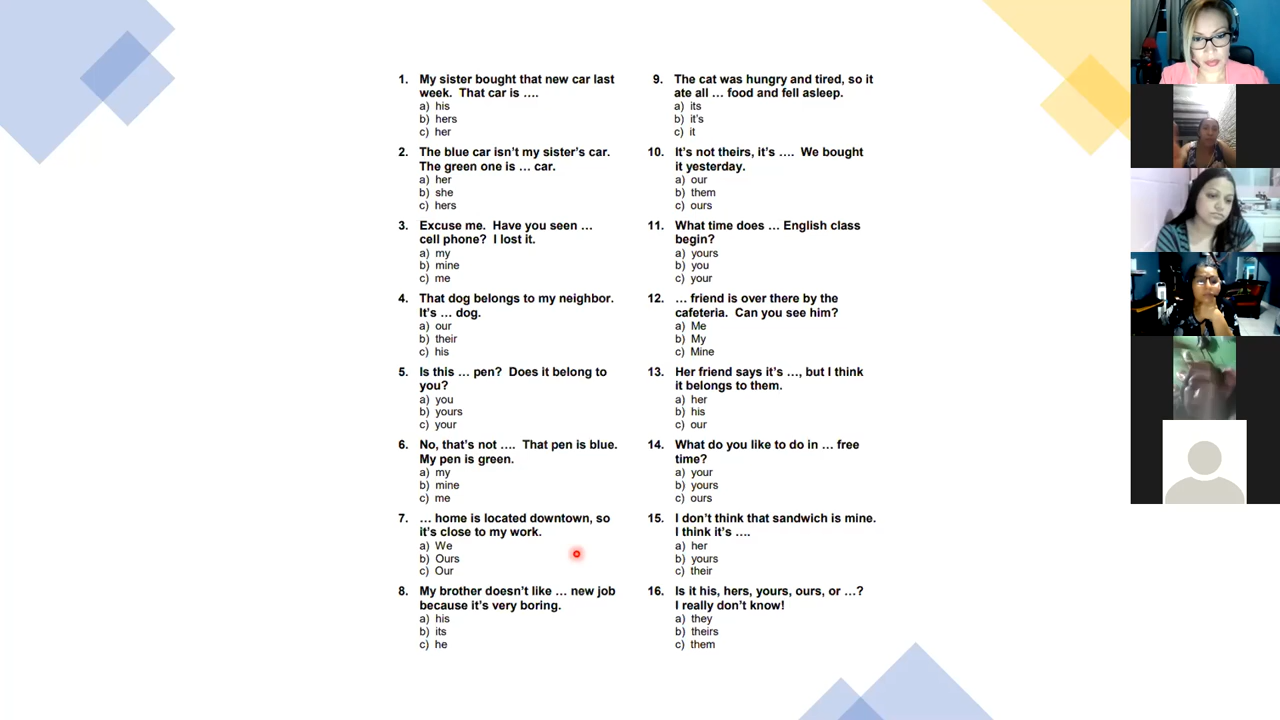 1. My sister bought that new car last
week. That car is ….
a) his
b) hers
c) her
2. The blue car isn't my sister's car.
The green one is … car.
a) her
b) she
c) hers
3. Excuse me. Have you seen …
cell phone? I lost it.
a) my
b) mine
c) me
4. That dog belongs to my neighbor.
It's … dog.
a) our
b) their
c) his
5. Is this … pen? Does it belong to
you?
a) you
b) yours
c) your
6. No, that's not …. That pen is blue.
My pen is green.
a) my
b) mine
c) me
7. … home is located downtown, so
it's close to my work.
a) We
b) Ours
c) Our
8. My brother doesn't like … new job
because it's very boring.
a) his
b) its
c) he
9. The cat was hungry and tired, so it
ate all … food and fell asleep.
a) its
b) it's
c) it
10. It's not theirs, it's …. We bought
it yesterday.
a) our
b) them
c) ours
11. What time does … English class
begin?
a) yours
b) you
c) your
12. … friend is over there by the
cafeteria. Can you see him?
a) Me
b) My
c) Mine
13. Her friend says it's …, but I think
it belongs to them.
a) her
b) his
c) our
14. What do you like to do in … free
time?
a) your
b) yours
c) ours
15. I don't think that sandwich is mine.
I think it's ….
a) her
b) yours
c) their
16. Is it his, hers, yours, ours, or …?
I really don't know!
a) they
b) theirs
c) them